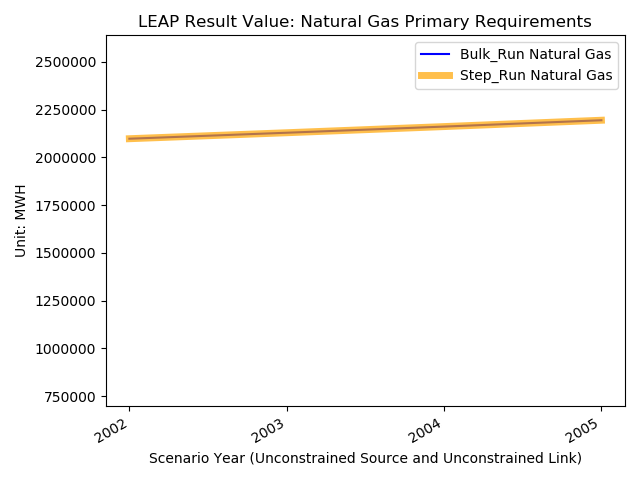 LEAP Result Value: Natural Gas Primary Requirements
Bulk_Run Natural Gas
Step_Run Natural Gas
2500000
2250000
2000000
1750000
1500000
1250000
1000000
750000
Unit: MWH
2002
2003
2004
2005
Scenario Year (Unconstrained Source and Unconstrained Link)